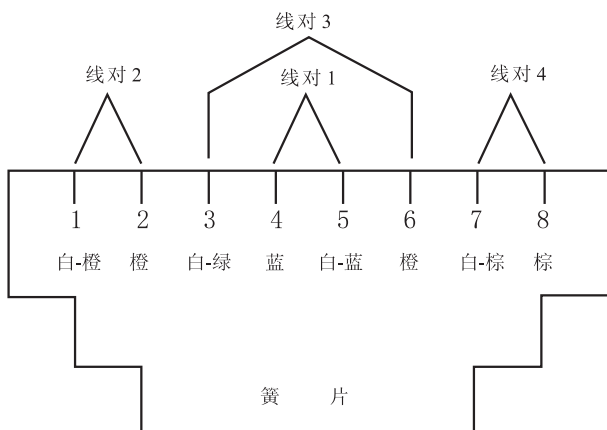 线对 3
线对 2
线对 1
线对 4
1 2 3 4 5 6 7 8
白-橙 橙 白-绿 蓝 白-蓝 橙 白-棕 棕
簧 片